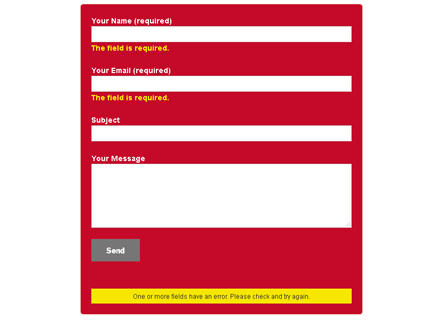 Your Name (required)
The field is required.
Your Email (required)
The field is required.
Subject
Your Message
Send
One or more fields have an error. Please check and try again.